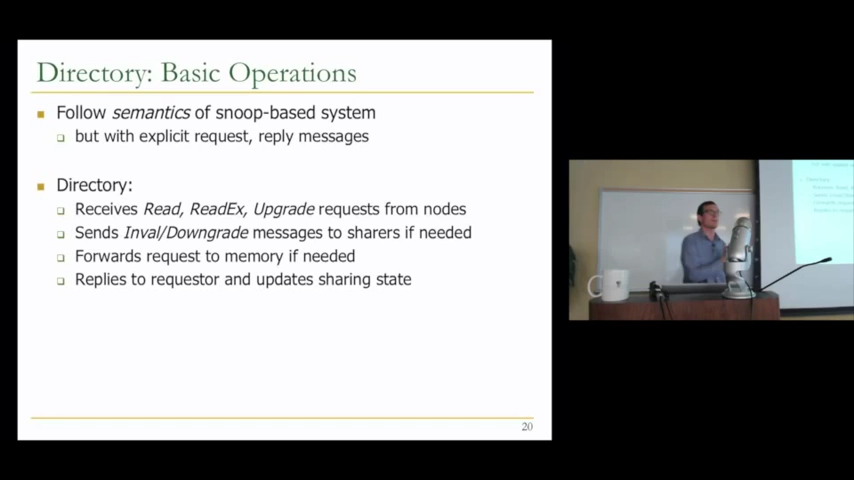 Directory: Basic Operations
Follow semantics of snoop-based system
but with explicit request, reply messages
Directory:
Receives Read, ReadEx, Upgrade requests from nodes
Sends Inval/Downgrade messages to sharers if needed
Forwards request to memory if needed
Replies to requestor and updates sharing state
20